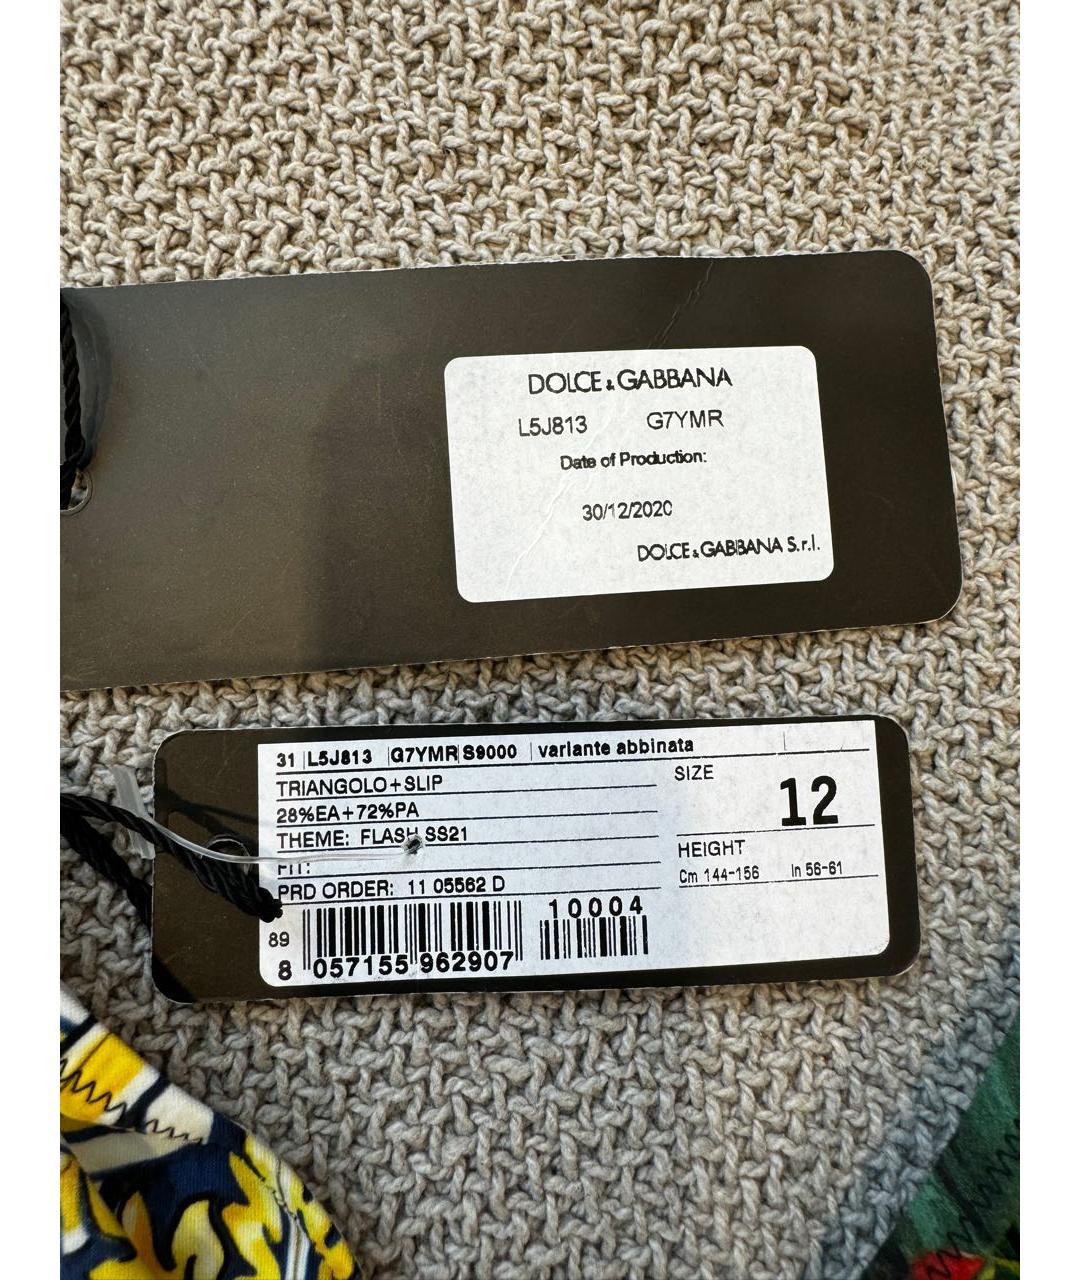 DOLCE & GABBANA
L5J813 G7YMR
Date of Production:
30/12/2020
DOLCE & GABBANA S.r.l.
31 L5J813 G7YMR S9000 variante abbinata
TRIANGOLO+SLIP
SIZE
12
28%EA+72%PA
THEME: FLASH SS21
FIT:
HEIGHT
Cm 144-156 In 56-61
PRD ORDER: 11 05562 D
10004
89
8 057155 962907